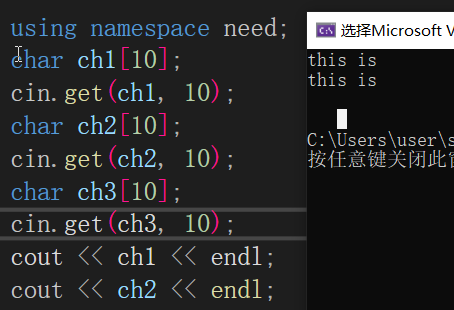 using namespace need;
char ch1[10];
cin.get(ch1, 10);
char ch2[10];
cin.get(ch2, 10);
char ch3[10];
cin.get(ch3, 10);
cout << ch1 << endl;
cout << ch2 << endl;
选择Microsoft V
this is
this is
C:\Users\user\s
按任意键关闭此